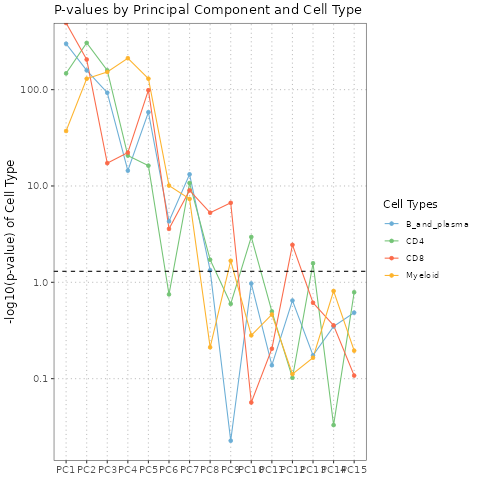 P-values by Principal Component and Cell Type
-log10(p-value) of Cell Type
100.0
10.0
1.0
0.1
PC1 PC2 PC3 PC4 PC5 PC6 PC7 PC8 PC9 PC10 PC11 PC12 PC13 PC14 PC15
Cell Types
B_and_plasma
CD4
CD8
Myeloid